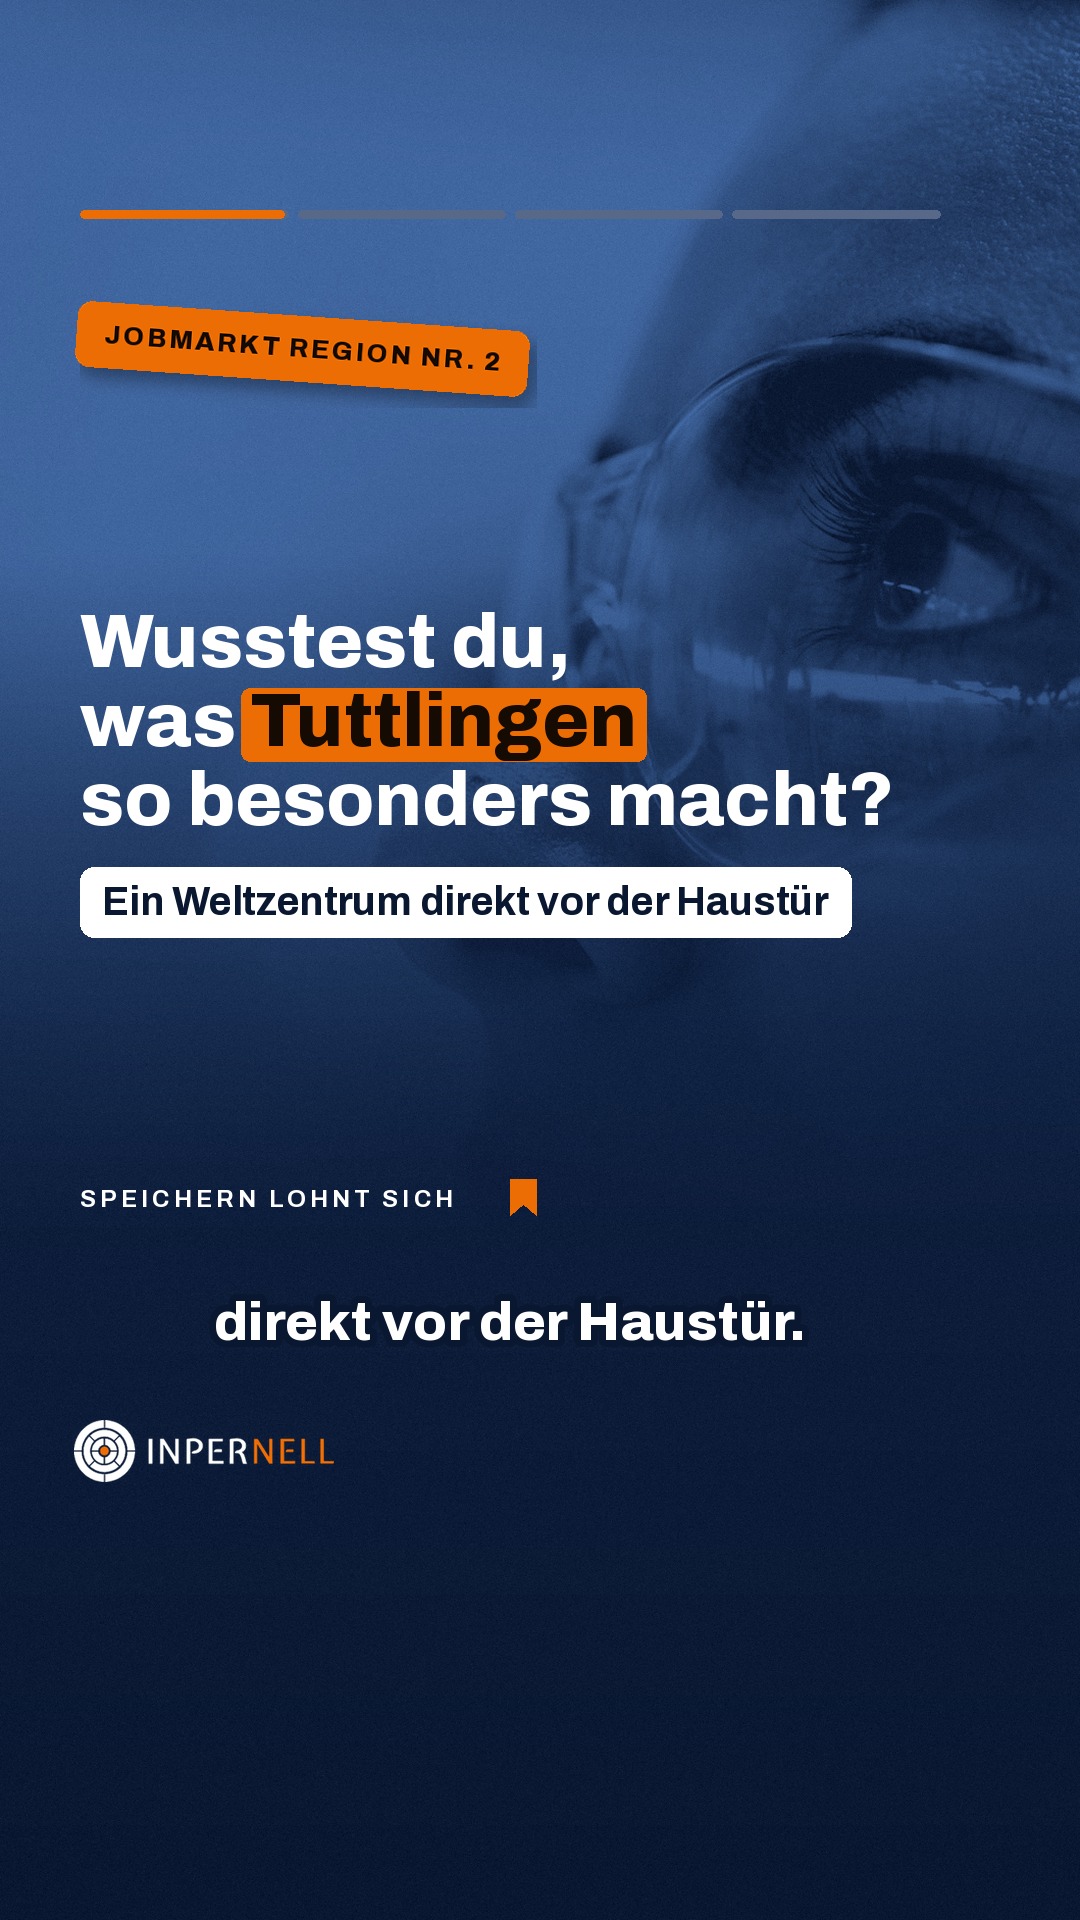 JOBMARKT REGION NR. 2
Wusstest du,
was Tuttlingen
so besonders macht?
Ein Weltzentrum direkt vor der Haustür
SPEICHERN LOHNT SICH
direkt vor der Haustür.
INPERNELL